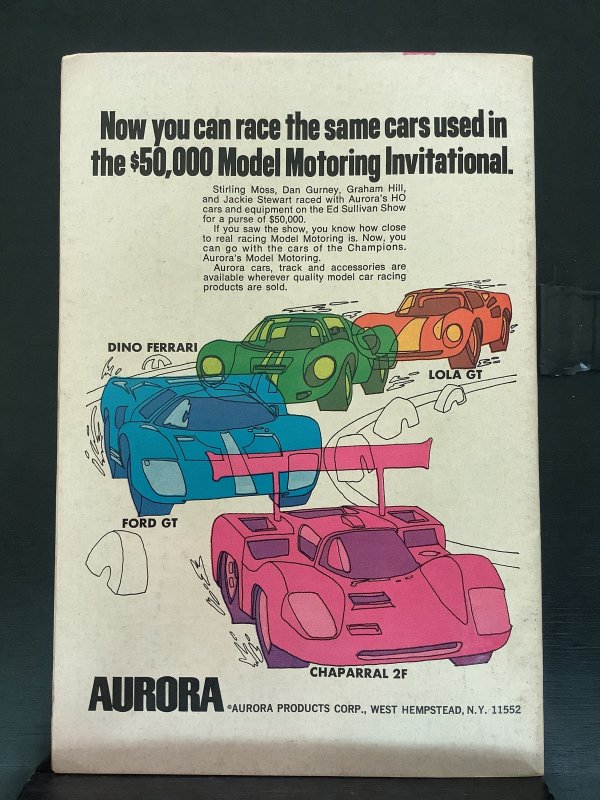 Now you can race the same cars used in
the $50,000 Model Motoring Invitational.
Stirling Moss, Dan Gurney, Graham Hill,
and Jackie Stewart raced with Aurora's HO
cars and equipment on the Ed Sullivan Show
for a purse of $50,000.
If you saw the show, you know how close
to real racing Model Motoring is. Now, you
can go with the cars of the Champions.
Aurora's Model Motoring.
Aurora cars, track and accessories are
available wherever quality model car racing
products are sold.
DINO FERRARI
LOLA GT
FORD GT
CHAPARRAL 2F
AURORA ©AURORA PRODUCTS CORP., WEST HEMPSTEAD, N.Y. 11552